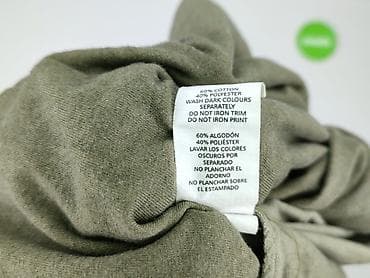 60% COTTON
40% POLYESTER
WASH DARK COLOURS
SEPARATELY
DO NOT IRON TRIM
DO NOT IRON PRINT
60% ALGODÓN
40% POLIÉSTER
LAVAR LOS COLORES
OSCUROS POR
SEPARADO
NO PLANCHAR EL
ADORNO
NO PLANCHAR SOBRE
EL ESTAMPADO